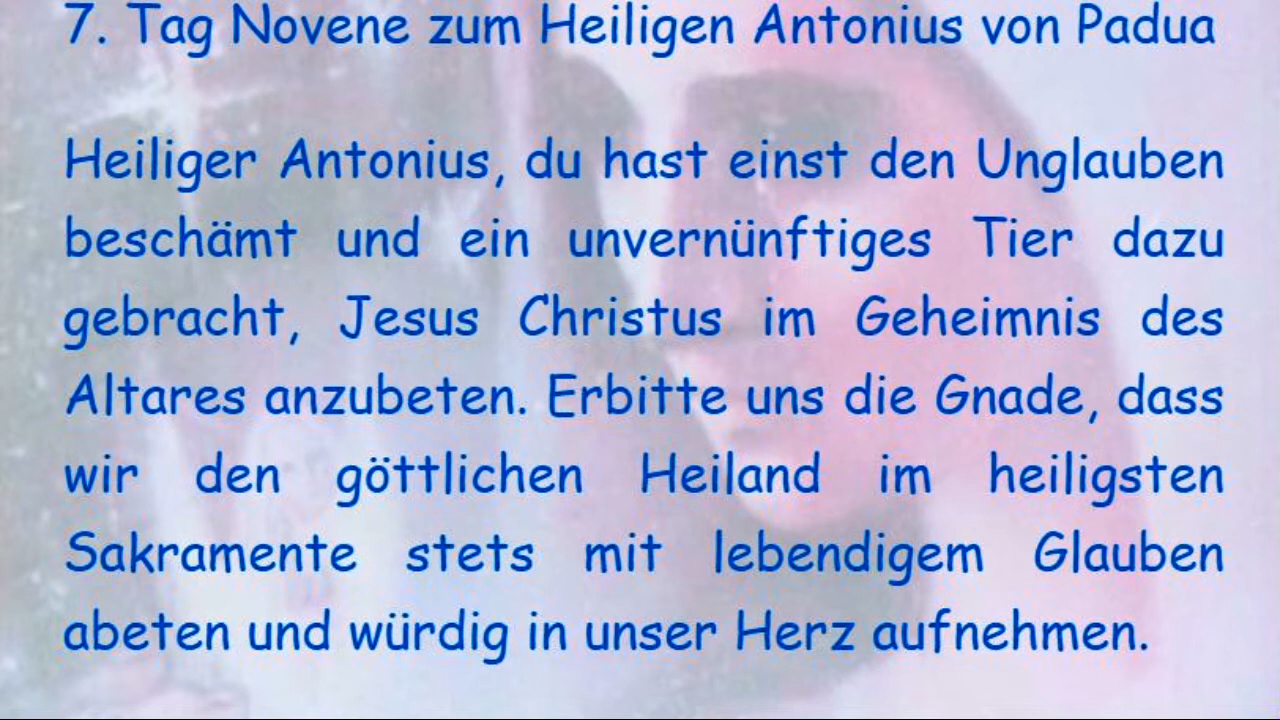 7. Tag Novene zum Heiligen Antonius von Padua
Heiliger Antonius, du hast einst den Unglauben
beschämt und ein unvernünftiges Tier dazu
gebracht, Jesus Christus im Geheimnis des
Altares anzubeten. Erbitte uns die Gnade, dass
wir den göttlichen Heiland im heiligsten
Sakramente stets mit lebendigem Glauben
abeten und würdig in unser Herz aufnehmen.